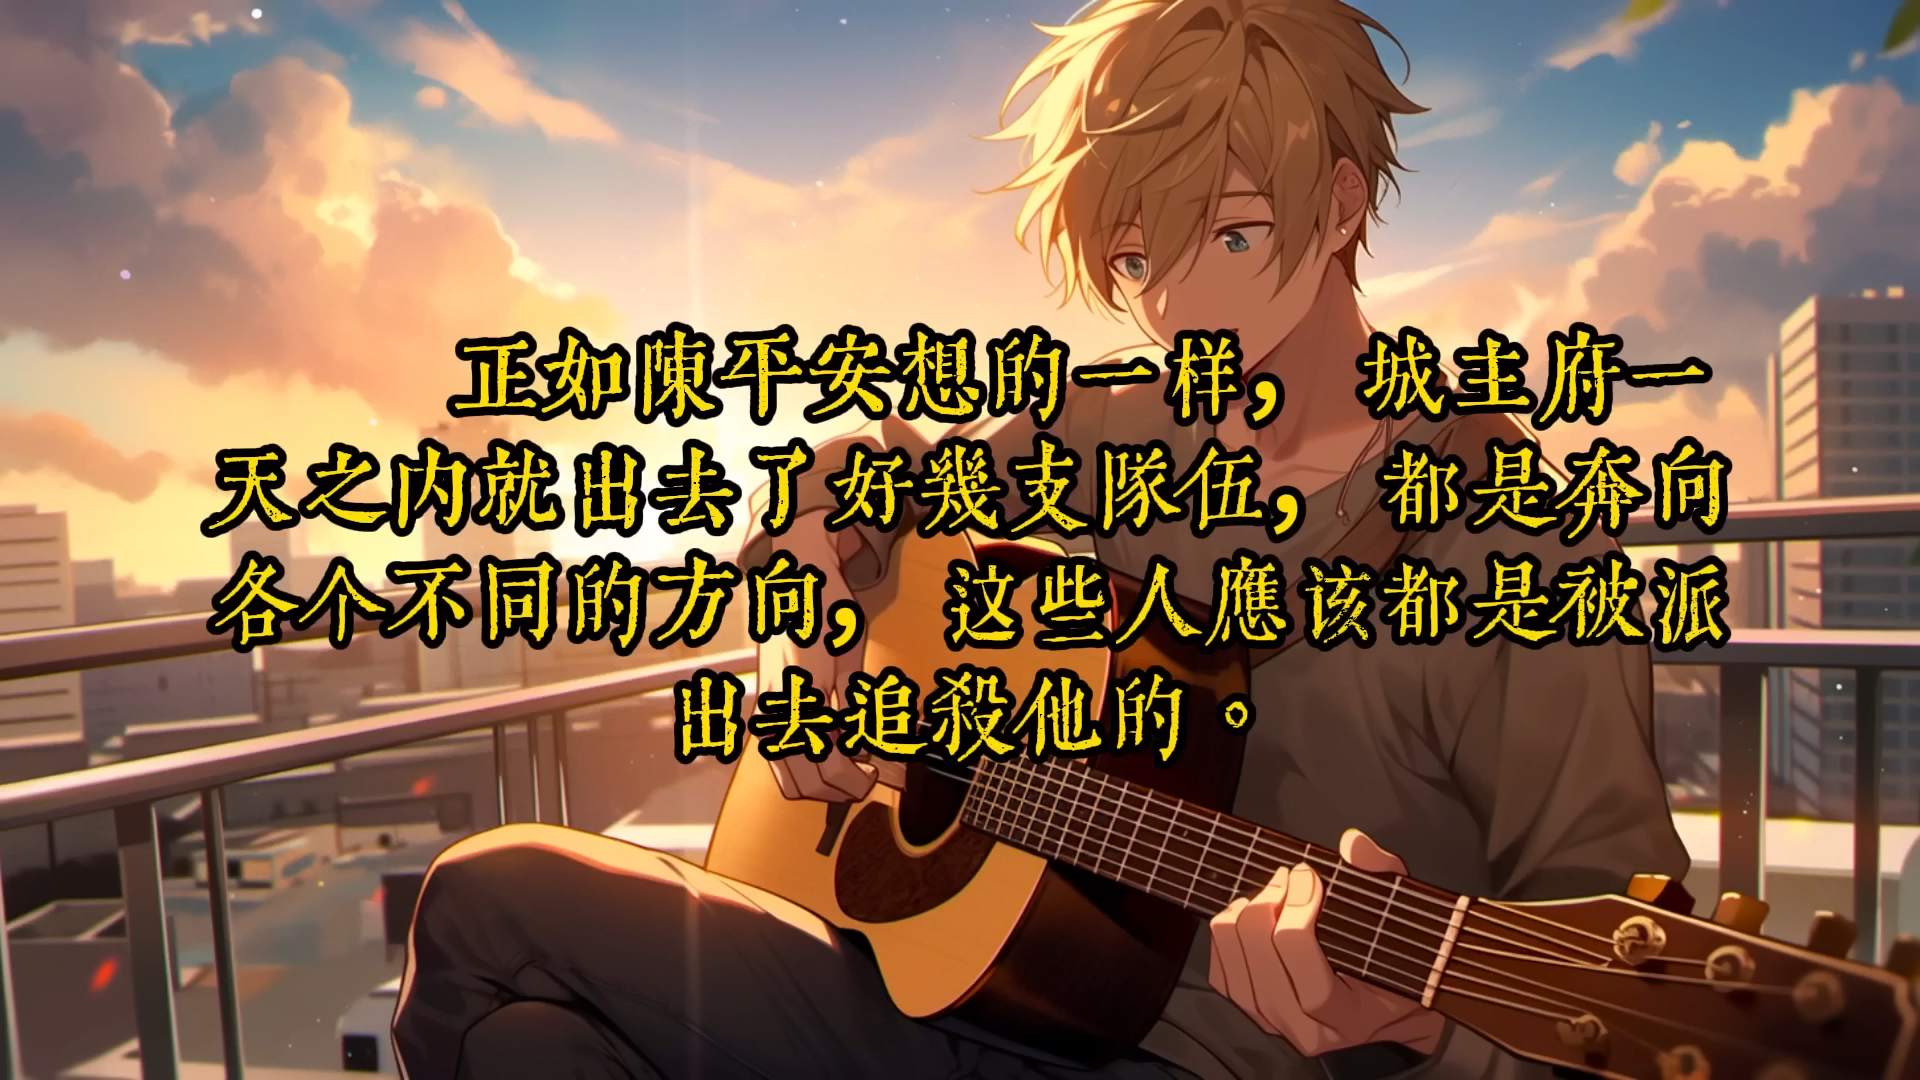 正如陳平安想的一样，城主府一
天之内就出去了好幾支隊伍，都是奔向
各个不同的方向，这些人應该都是被派
出去追殺他的。